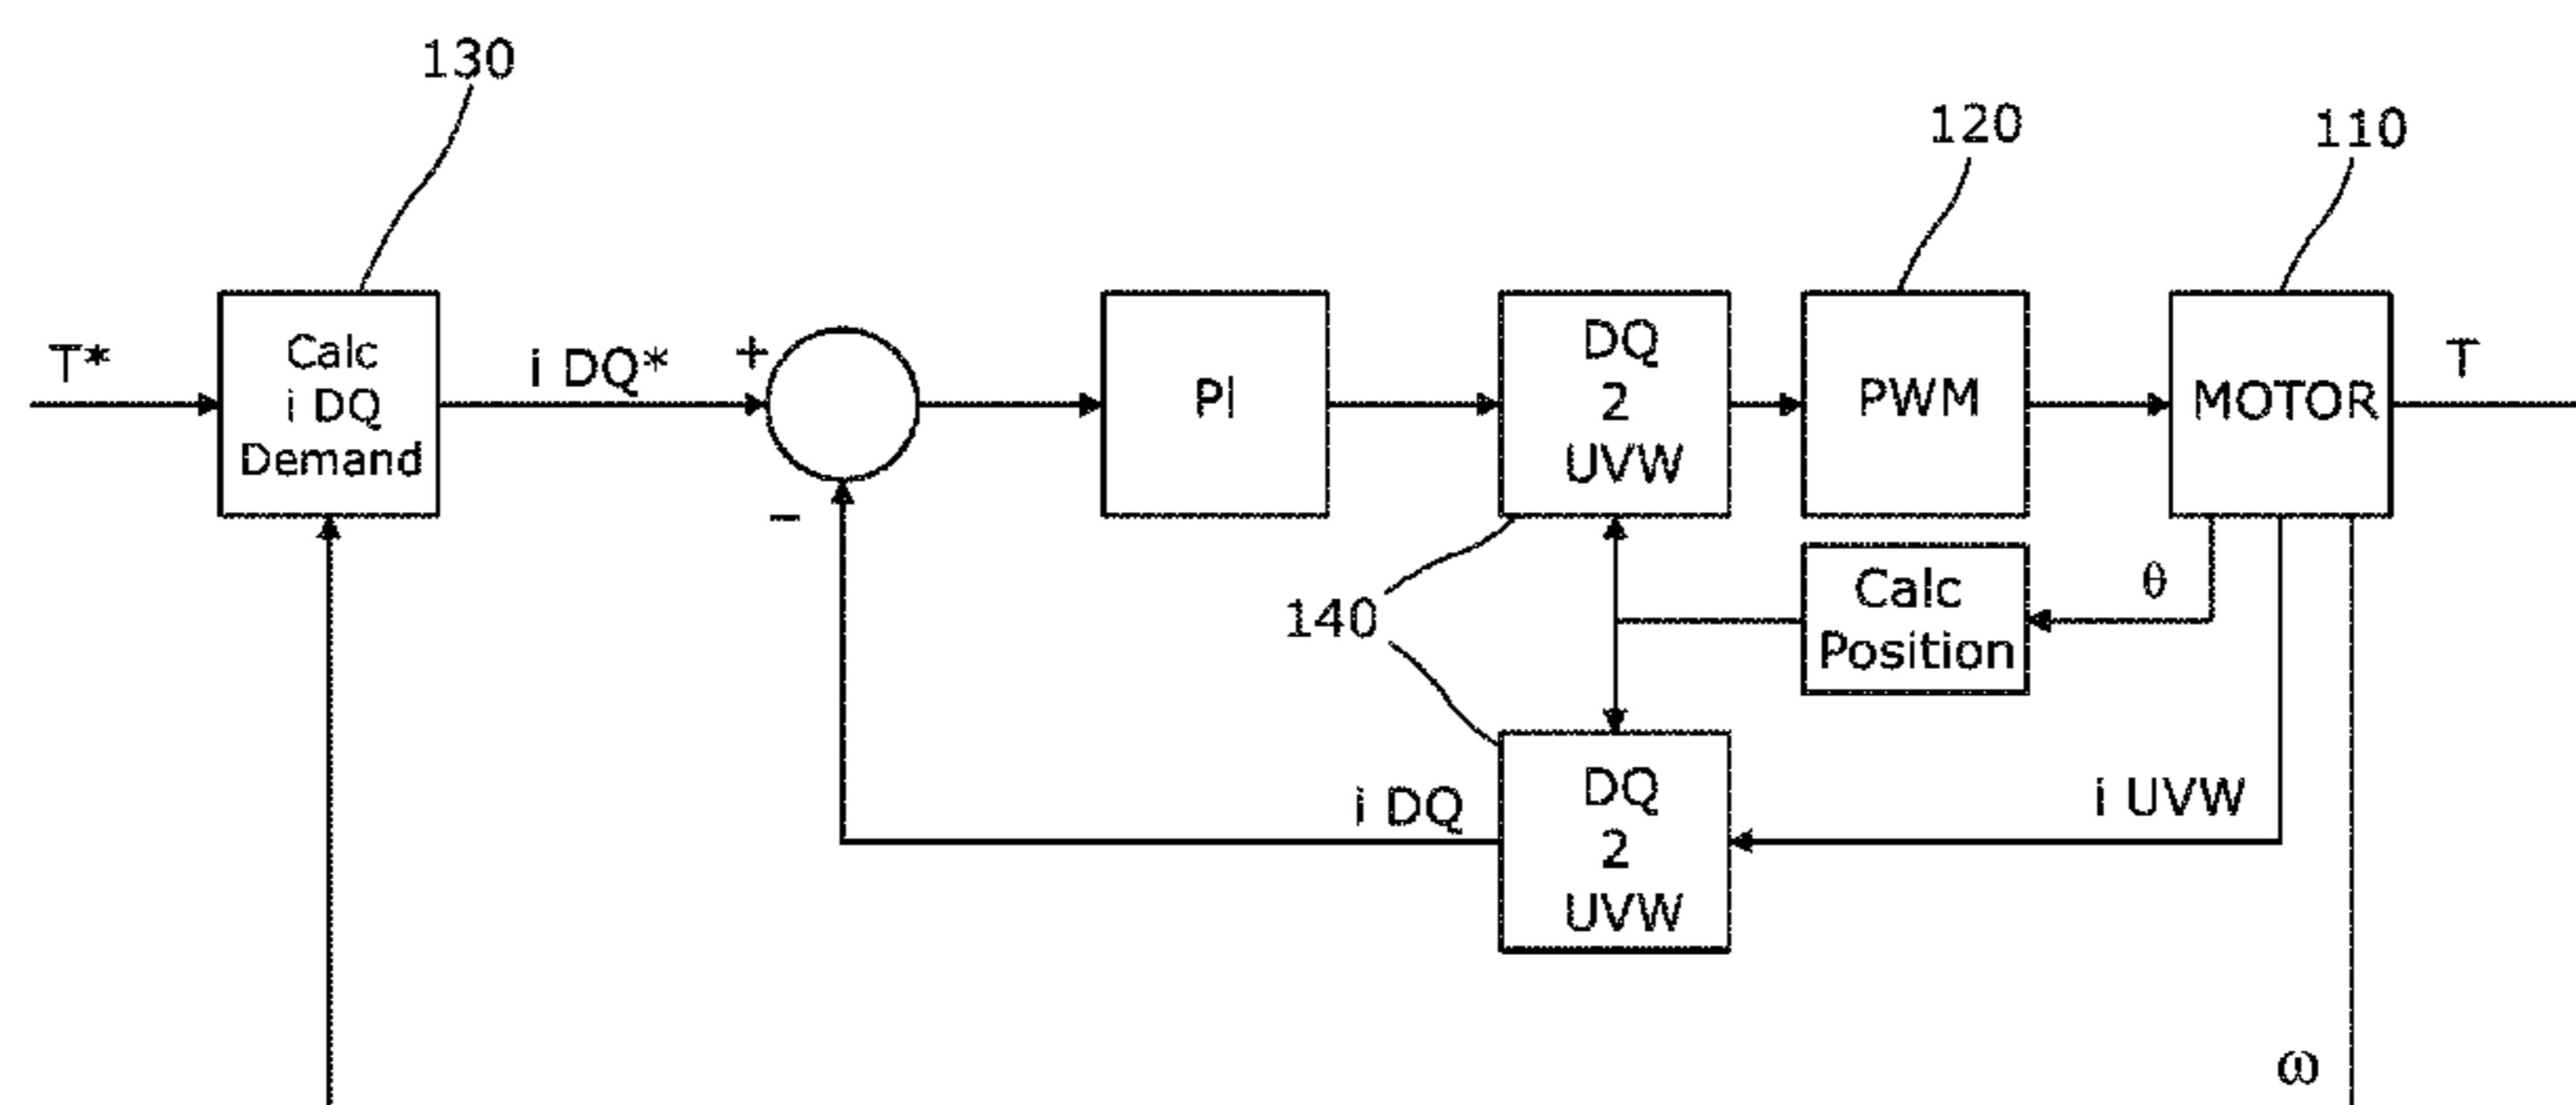 130
120
110
T*
Calc
i DQ
Demand
i DQ*
+
−
PI
DQ
2
UVW
PWM
MOTOR
T
140
Calc
Position
θ
i DQ
DQ
2
UVW
i UVW
ω